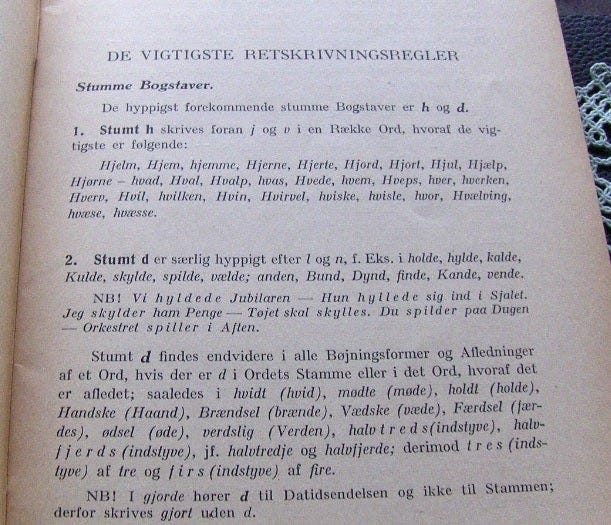 DE VIGTIGSTE RETSKRIVNINGSREGLER
Stumme Bogstaver.
De hyppigst forekommende stumme Bogstaver er h og d.
1. Stumt h skrives foran j og v i en Række Ord, hvoraf de vig-
tigste er følgende:
Hjelm, Hjem, hjemme, Hjerne, Hjerte, Hjord, Hjort, Hjul, Hjælp,
Hjørne – hvad, Hval, Hvalp, hvas, Hvede, hvem, Hveps, hver, hverken,
Hverv, Hvil, hvilken, Hvin, Hvirvel, hviske, hvisle, hvor, Hvælving,
hvæse, hvæsse.
2. Stumt d er særlig hyppigt efter l og n, f. Eks. i holde, hylde, kalde,
Kulde, skylde, spilde, vælde; anden, Bund, Dynd, finde, Kande, vende.
NB! Vi hyldede Jubilaren — Hun hyllede sig ind i Sjalet.
Jeg skylder ham Penge — Tøjet skal skylles. Du spilder paa Dugen
— Orkestret spiller i Aften.
Stumt d findes endvidere i alle Bøjningsformer og Afledninger
af et Ord, hvis der er d i Ordets Stamme eller i det Ord, hvoraf det
er afledet; saaledes i hvidt (hvid), mødte (møde), holdt (holde),
Handske (Haand), Brændsel (brænde), Vædske (væde), Færdsel (fær-
des), ødsel (øde), verdslig (Verden), halvtreds(indstyve), halv-
fjerds(indstyve), jf. halvtredje og halvfjerde; derimod tres(inds-
tyve) af tre og firs(indstyve) af fire.
NB! I gjorde hører d til Datidsendelsen og ikke til Stammen;
derfor skrives gjort uden d.